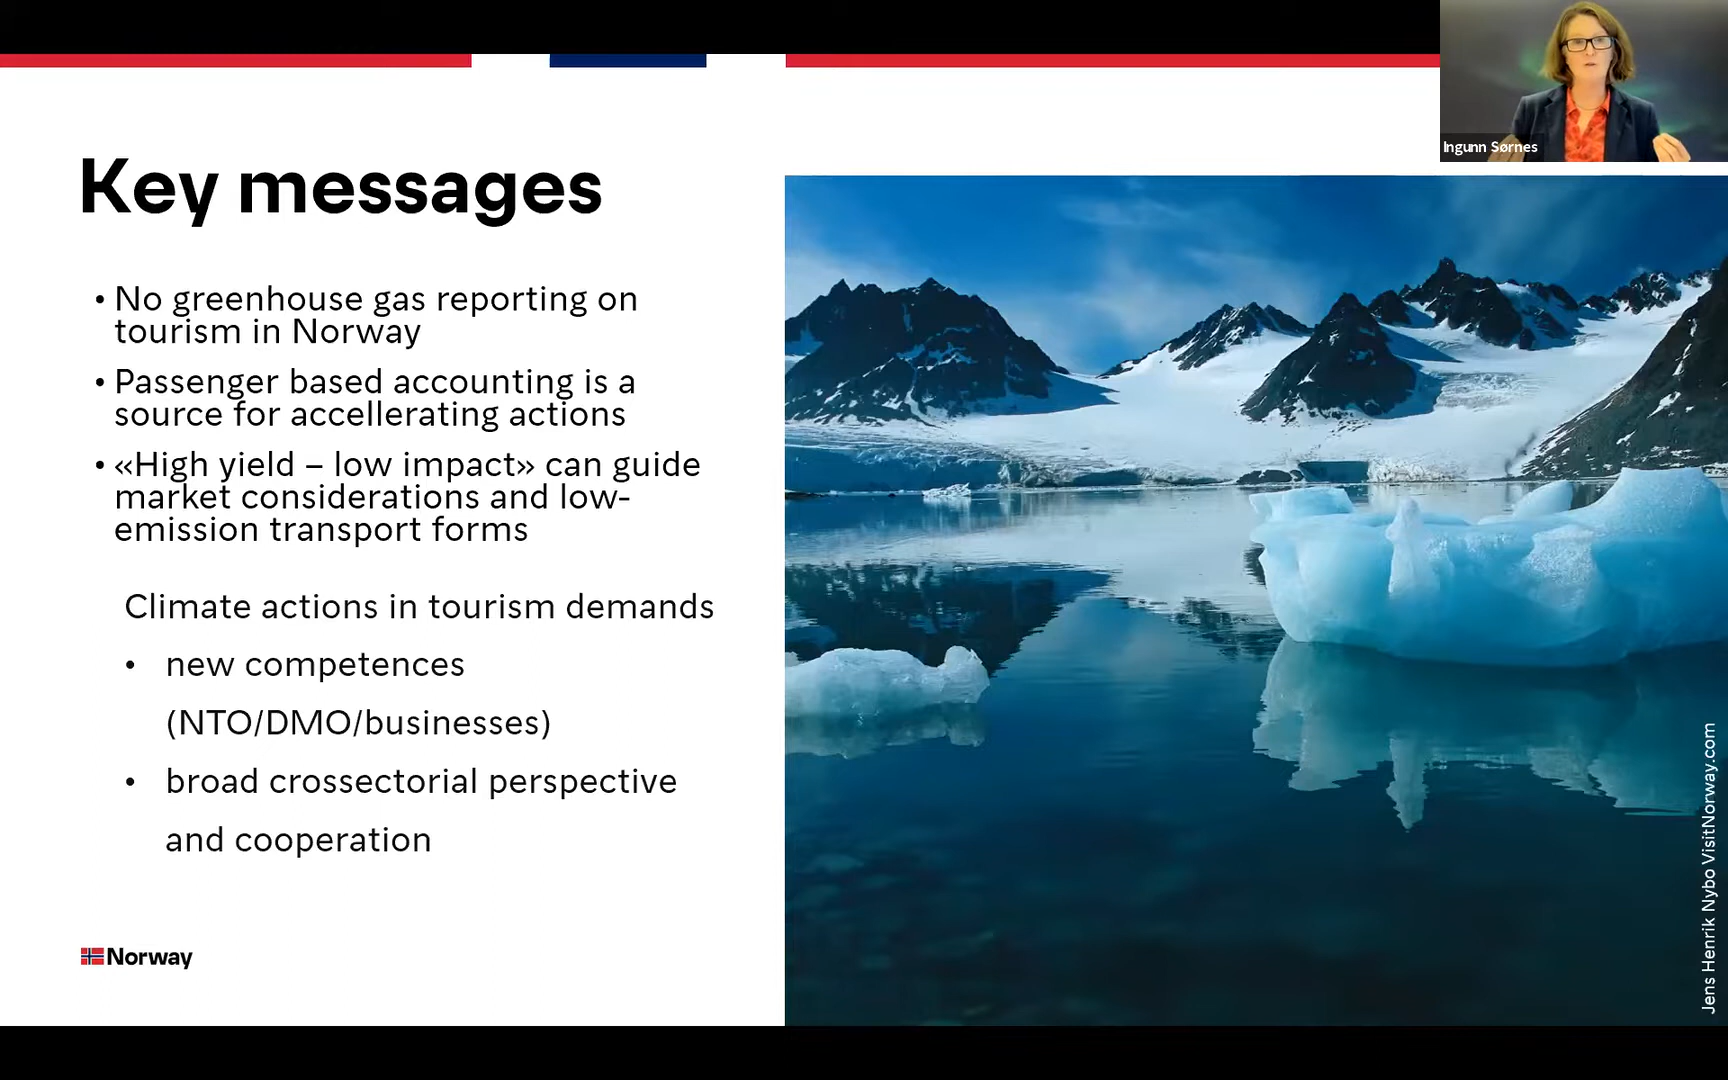 Ingunn Sørnes
Key messages
• No greenhouse gas reporting on
tourism in Norway
• Passenger based accounting is a
source for accellerating actions
• «High yield – low impact» can guide
market considerations and low-
emission transport forms
Climate actions in tourism demands
• new competences
(NTO/DMO/businesses)
• broad crossectorial perspective
and cooperation
Norway
Jens Henrik Nybo VisitNorway.com